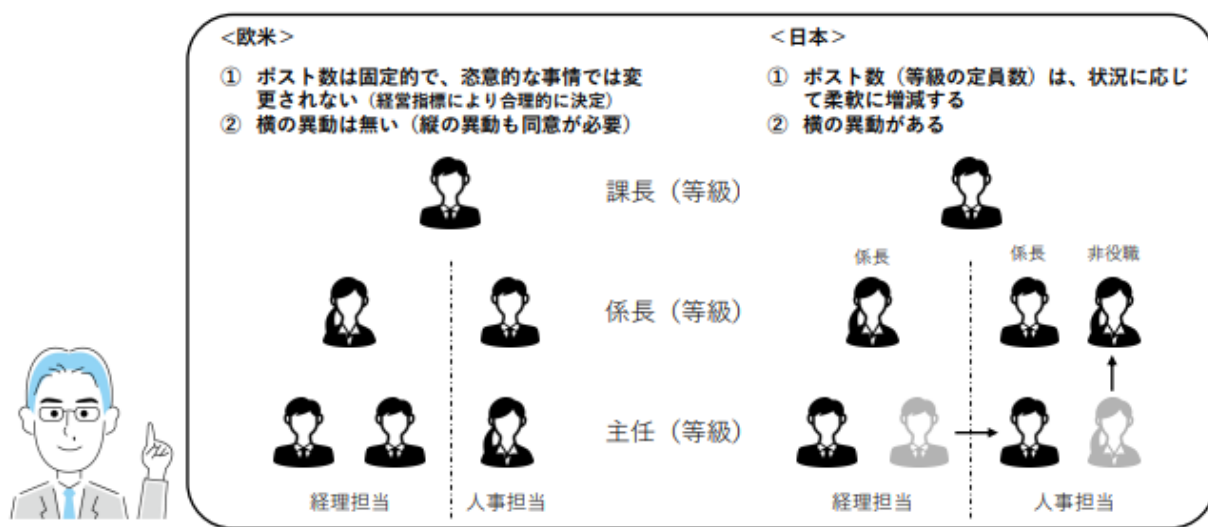 ＜欧米＞
① ポスト数は固定的で、恣意的な事情では変
更されない（経営指標により合理的に決定）
② 横の異動は無い（縦の異動も同意が必要）
＜日本＞
① ポスト数（等級の定員数）は、状況に応じ
て柔軟に増減する
② 横の異動がある
課長（等級）
係長
係長
非役職
係長（等級）
主任（等級）
経理担当
人事担当
経理担当
人事担当